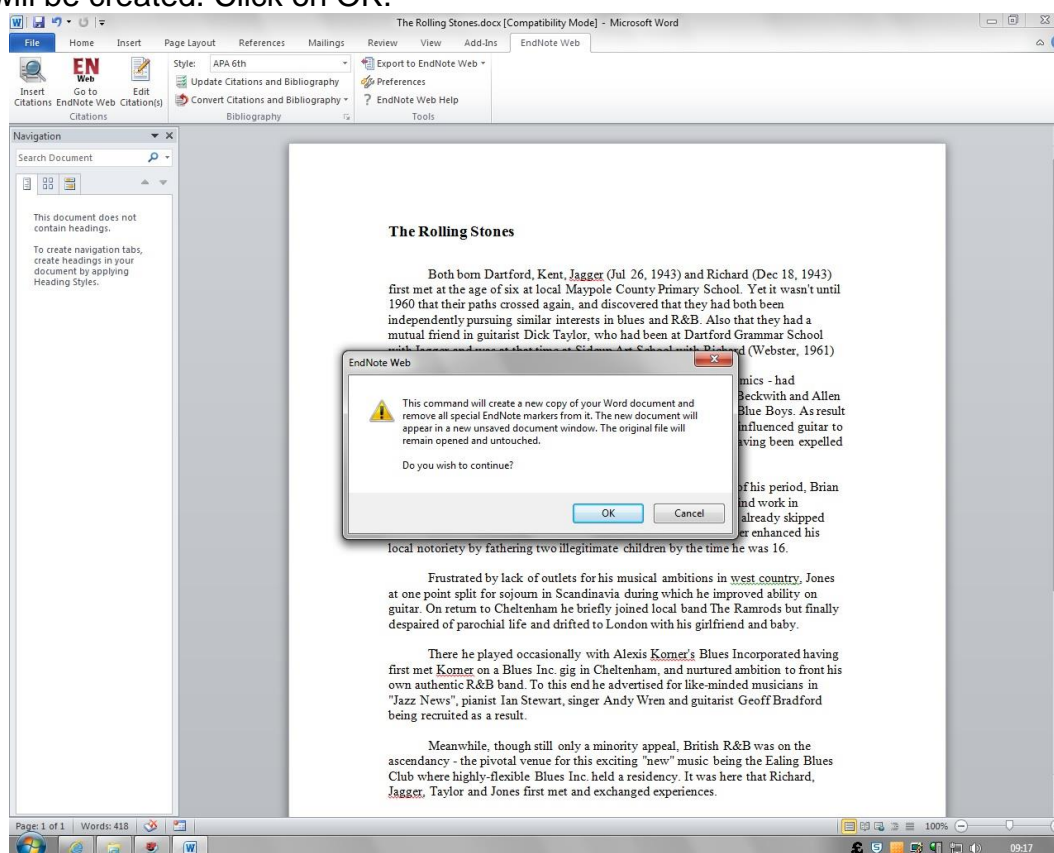 will be created. Click on OK.
The Rolling Stones.docx [Compatibility Mode] - Microsoft Word
File Home Insert Page Layout References Mailings Review View Add-Ins EndNote Web
Insert Citations
EN Web
Go to EndNote Web
Edit Citation(s)
Citations
Style: APA 6th
Update Citations and Bibliography
Convert Citations and Bibliography
Bibliography
Export to EndNote Web
Preferences
? EndNote Web Help
Tools
Navigation
Search Document
This document does not
contain headings.
To create navigation tabs,
create headings in your
document by applying
Heading Styles.
The Rolling Stones
Both born Dartford, Kent, Jagger (Jul 26, 1943) and Richard (Dec 18, 1943)
first met at the age of six at local Maypole County Primary School. Yet it wasn't until
1960 that their paths crossed again, and discovered that they had both been
independently pursuing similar interests in blues and R&B. Also that they had a
mutual friend in guitarist Dick Taylor, who had been at Dartford Grammar School
with Jagger and was at that time at Sidcup Art School with Richard (Webster, 1961)
EndNote Web
This command will create a new copy of your Word document and
remove all special EndNote markers from it. The new document will
appear in a new unsaved document window. The original file will
remain opened and untouched.
Do you wish to continue?
OK Cancel
mics - had
Beckwith and Allen
Blue Boys. As result
influenced guitar to
aving been expelled
of his period, Brian
ind work in
already skipped
er enhanced his
local notoriety by fathering two illegitimate children by the time he was 16.
Frustrated by lack of outlets for his musical ambitions in west country, Jones
at one point split for sojourn in Scandinavia during which he improved ability on
guitar. On return to Cheltenham he briefly joined local band The Ramrods but finally
despaired of parochial life and drifted to London with his girlfriend and baby.
There he played occasionally with Alexis Korner's Blues Incorporated having
first met Korner on a Blues Inc. gig in Cheltenham, and nurtured ambition to front his
own authentic R&B band. To this end he advertised for like-minded musicians in
"Jazz News", pianist Ian Stewart, singer Andy Wren and guitarist Geoff Bradford
being recruited as a result.
Meanwhile, though still only a minority appeal, British R&B was on the
ascendancy - the pivotal venue for this exciting "new" music being the Ealing Blues
Club where highly-flexible Blues Inc. held a residency. It was here that Richard,
Jagger, Taylor and Jones first met and exchanged experiences.
Page: 1 of 1 Words: 418
100%
09:17